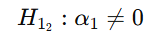 $H_{1_2} : \alpha_1 \neq 0$